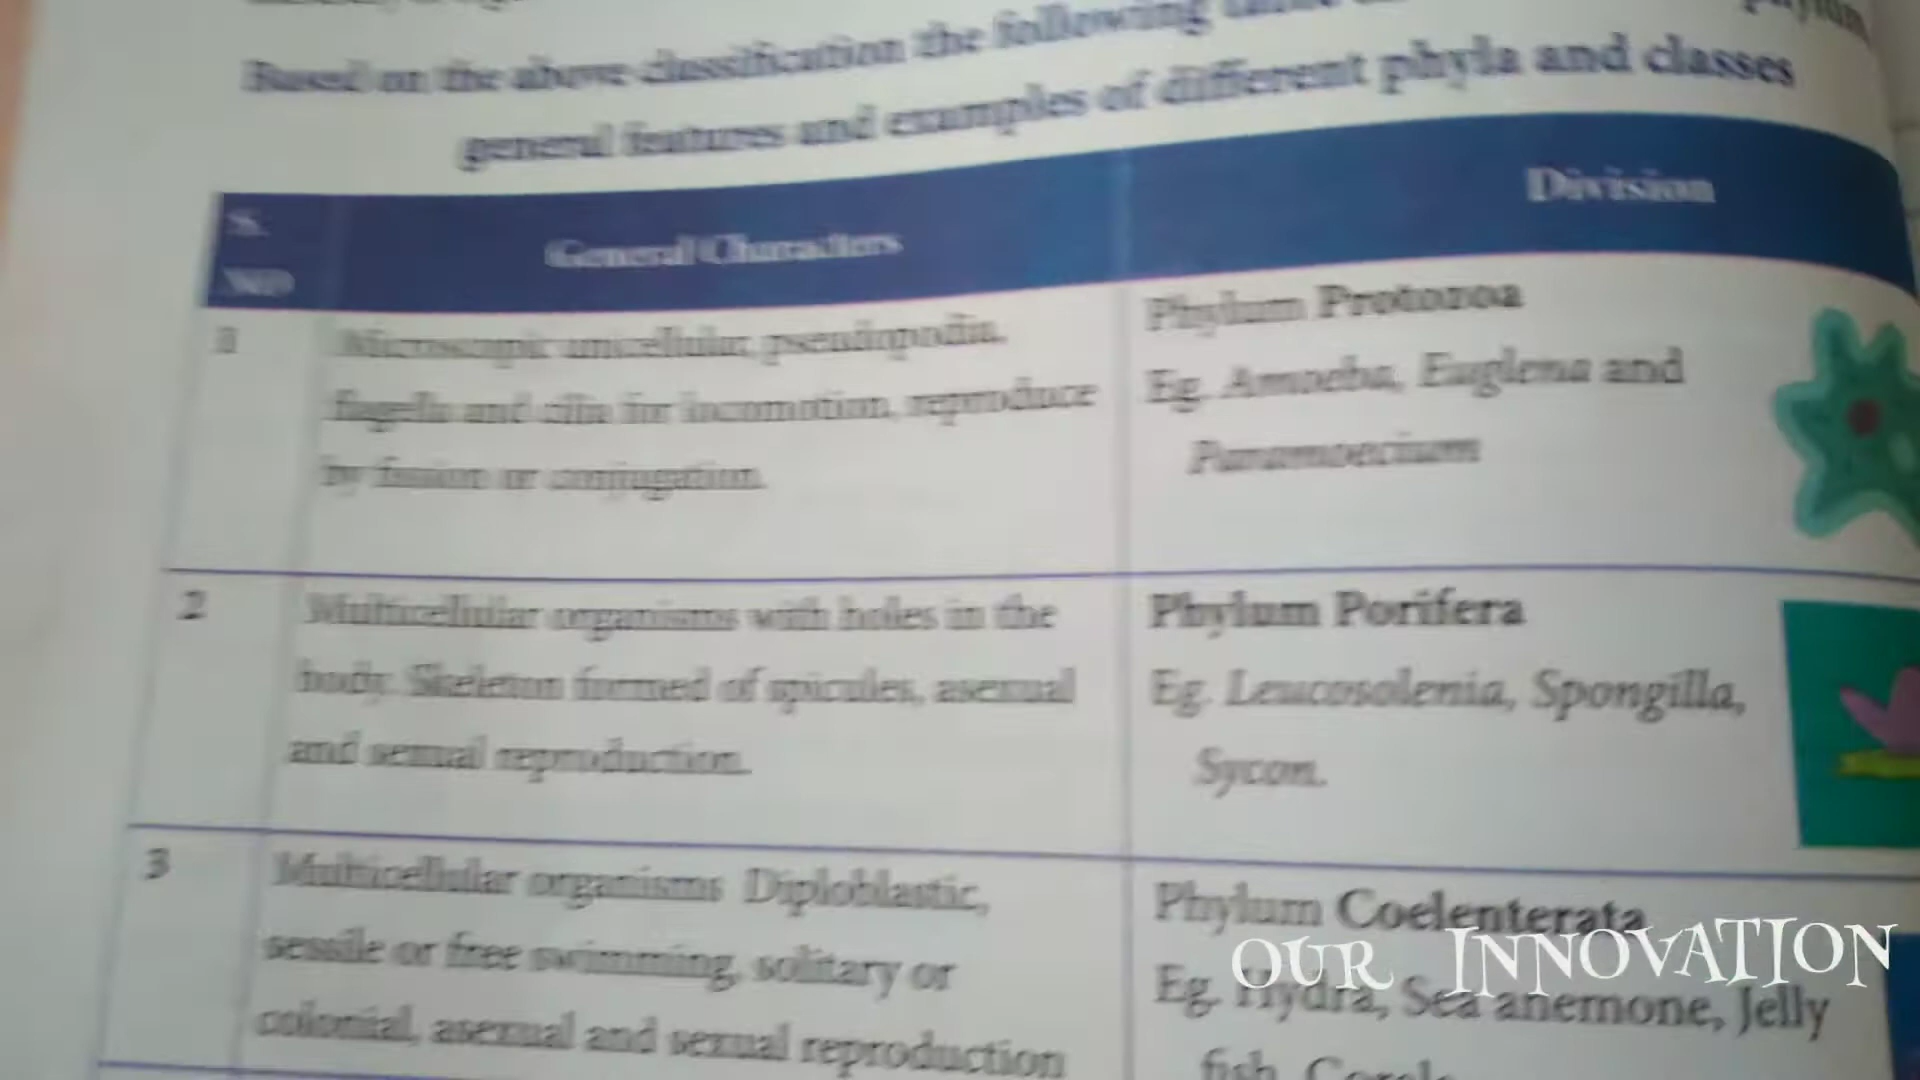 Based on the above classification the following
phylum
general features and examples of different phyla and classes
S.
NO
General Characters
Division
1
Microscopic unicellular, pseudopodia,
flagella and cilia for locomotion, reproduce
by fission or conjugation.
Phylum Protozoa
Eg. Amoeba, Euglena and
Paramoecium
2
Multicellular organisms with holes in the
body. Skeleton formed of spicules, asexual
and sexual reproduction.
Phylum Porifera
Eg. Leucosolenia, Spongilla,
Sycon.
3
Multicellular organisms Diploblastic,
sessile or free swimming, solitary or
colonial, asexual and sexual reproduction
Phylum Coelenterata
Eg. Hydra, Sea anemone, Jelly
fish,
OUR INNOVATION